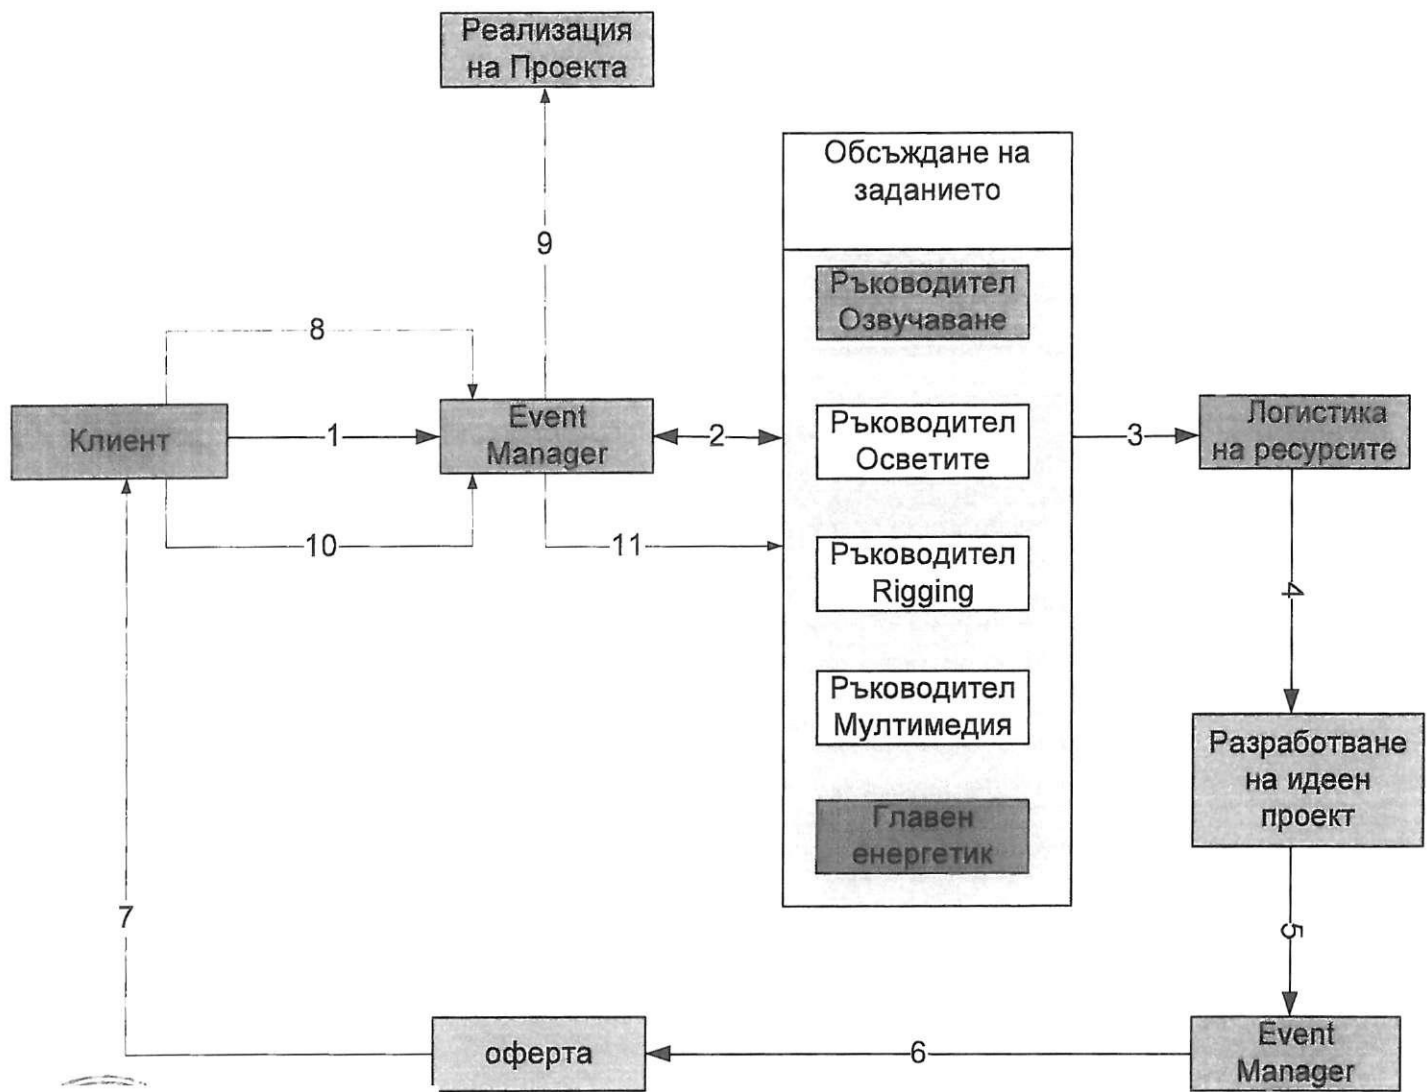 Реализация
на Проекта
Обсъждане на
заданието
9
Ръководител
Озвучаване
8
Клиент
1
Event
Manager
2
Ръководител
Осветите
3
Логистика
на ресурсите
10
11
Ръководител
Rigging
4
Ръководител
Мултимедия
Разработване
на идеен
проект
Главен
енергетик
7
5
оферта
6
Event
Manager